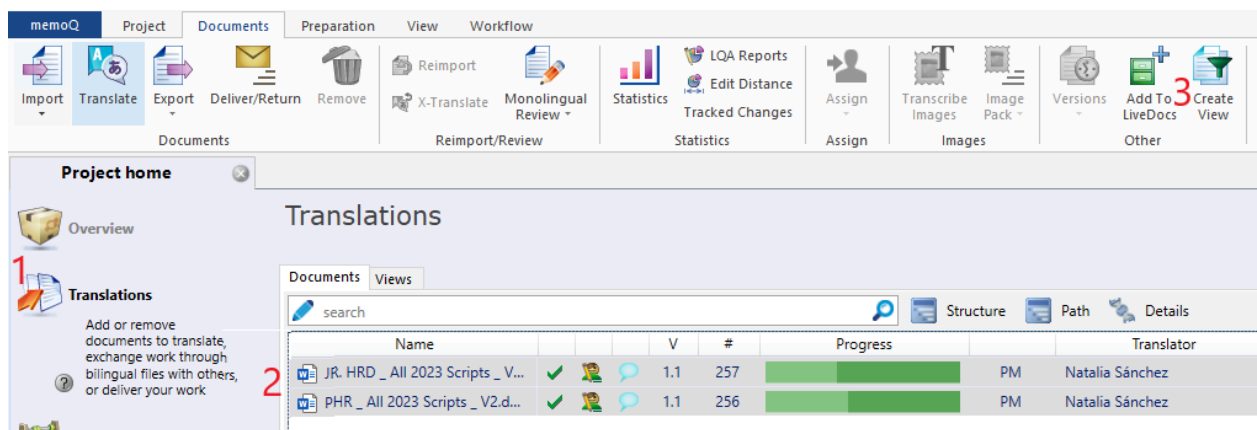 memoQ Project Documents Preparation View Workflow
Import Translate Export Deliver/Return Remove
Reimport
X-Translate
Monolingual
Review
Statistics
LQA Reports
Edit Distance
Tracked Changes
Assign
Transcribe
Images
Image
Pack
Versions
Add To
LiveDocs
3
Create
View
Documents Reimport/Review Statistics Assign Images Other
Project home
Overview
1
Translations
Add or remove
documents to translate,
exchange work through
bilingual files with others,
or deliver your work
Translations
Documents Views
search Structure Path Details
Name V # Progress Translator
2
JR. HRD _ All 2023 Scripts _ V... 1.1 257 PM Natalia Sánchez
PHR _ All 2023 Scripts _ V2.d... 1.1 256 PM Natalia Sánchez